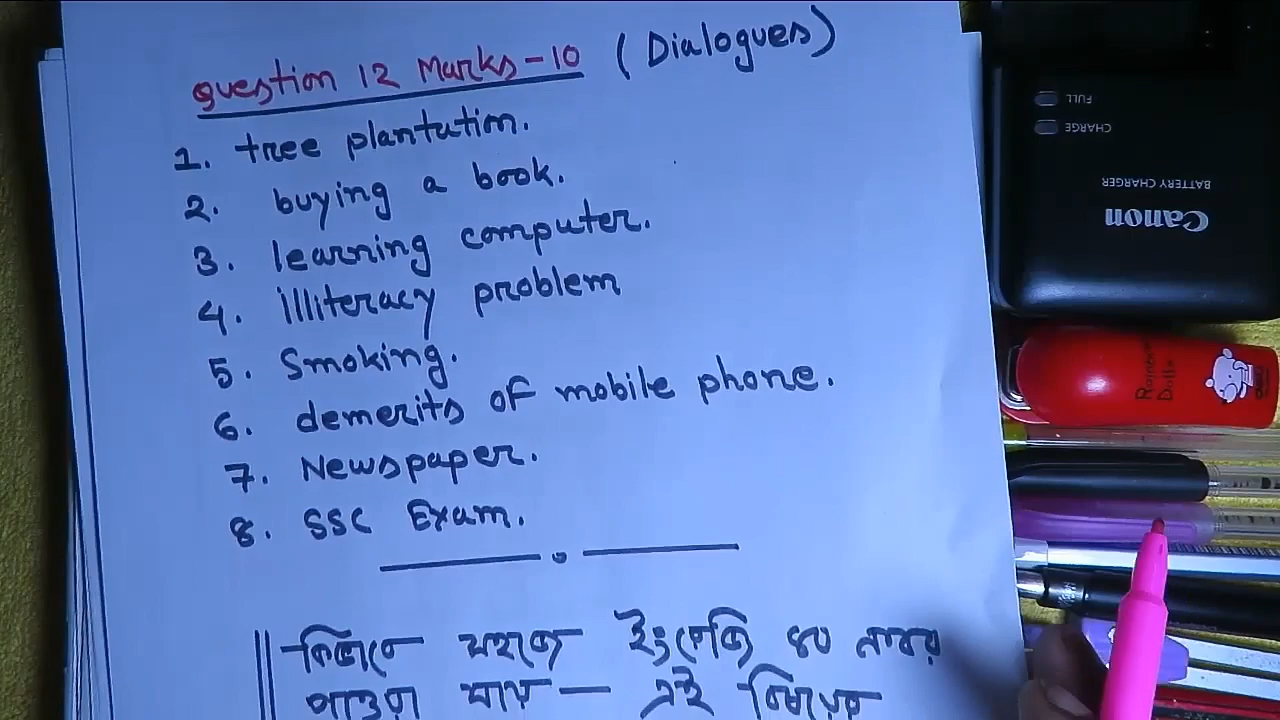 Question 12 Marks-10 (Dialogues)
1. tree plantation.
2. buying a book.
3. learning computer.
4. illiteracy problem
5. Smoking.
6. demerits of mobile phone.
7. Newspaper.
8. SSC Exam.
কিভাবে সহজে ইংরেজি ৪০ নাম্বার
পাওয়া যায় — এই বিষয়ের
FULL
CHARGE
BATTERY CHARGER
Canon